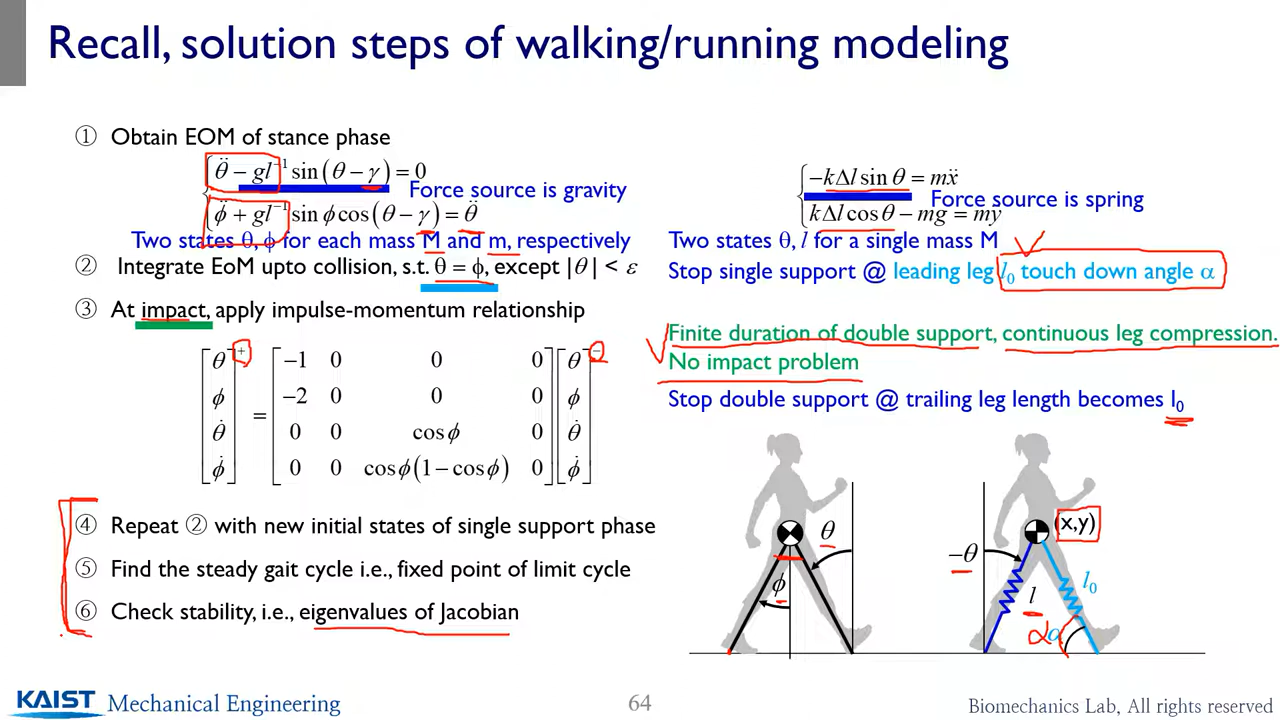 Recall, solution steps of walking/running modeling
① Obtain EOM of stance phase
θ̈ − gl⁻¹ sin(θ − γ) = 0
Force source is gravity
ϕ̈ + gl⁻¹ sin ϕ cos(θ − γ) = θ̈
Two states θ, ϕ for each mass M and m, respectively
② Integrate EoM upto collision, s.t. θ = ϕ, except |θ| < ε
③ At impact, apply impulse-momentum relationship
[θ ϕ θ̇ ϕ̇]⁺ =
−1 0 0 0
−2 0 0 0
0 0 cosϕ 0
0 0 cosϕ(1−cosϕ) 0
[θ ϕ θ̇ ϕ̇]⁻
④ Repeat ② with new initial states of single support phase
⑤ Find the steady gait cycle i.e., fixed point of limit cycle
⑥ Check stability, i.e., eigenvalues of Jacobian
−kΔl sin θ = mẍ
Force source is spring
kΔl cos θ − mg = mÿ
Two states θ, l for a single mass M
Stop single support @ leading leg l₀ touch down angle α
Finite duration of double support, continuous leg compression.
No impact problem
Stop double support @ trailing leg length becomes l₀
θ
ϕ
(x,y)
−θ
l₀
l
α α
KAIST Mechanical Engineering
64
Biomechanics Lab, All rights reserved